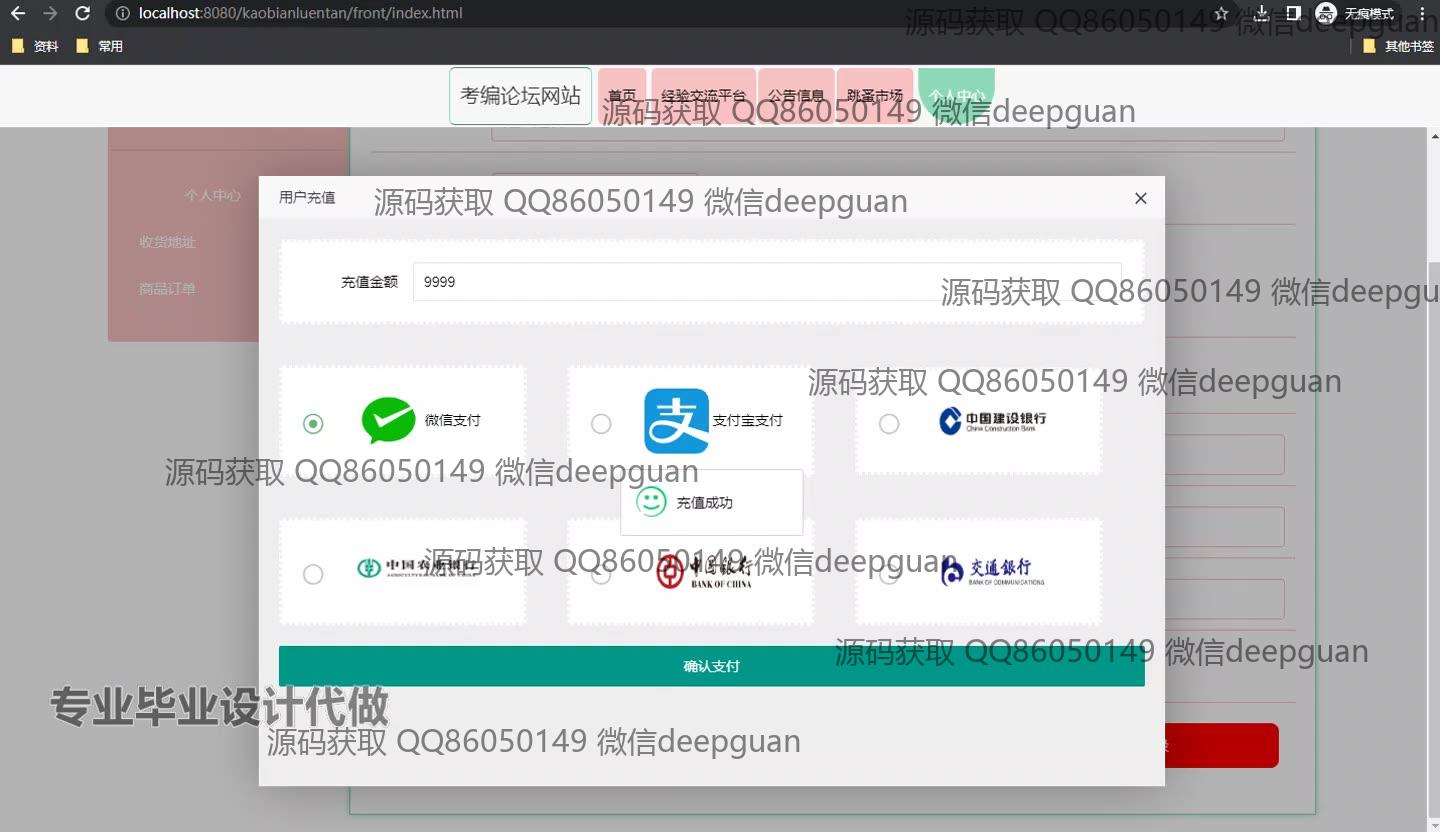 localhost:8080/kaobianluentan/front/index.html
无痕模式
源码获取 QQ86050149 微信deepguan
资料 常用 其他书签
考编论坛网站 首页 经验交流平台 公告信息 跳蚤市场 个人中心
源码获取 QQ86050149 微信deepguan
个人中心
收货地址
商品订单
用户充值
源码获取 QQ86050149 微信deepguan
充值金额 9999
源码获取 QQ86050149 微信deepgu
源码获取 QQ86050149 微信deepguan
微信支付
支付宝支付
中国建设银行
China Construction Bank
源码获取 QQ86050149 微信deepguan
充值成功
中国农业银行
源码获取 QQ86050149 微信deepguan
中国银行
BANK OF CHINA
交通银行
BANK OF COMMUNICATIONS
确认支付
源码获取 QQ86050149 微信deepguan
专业毕业设计代做
源码获取 QQ86050149 微信deepguan